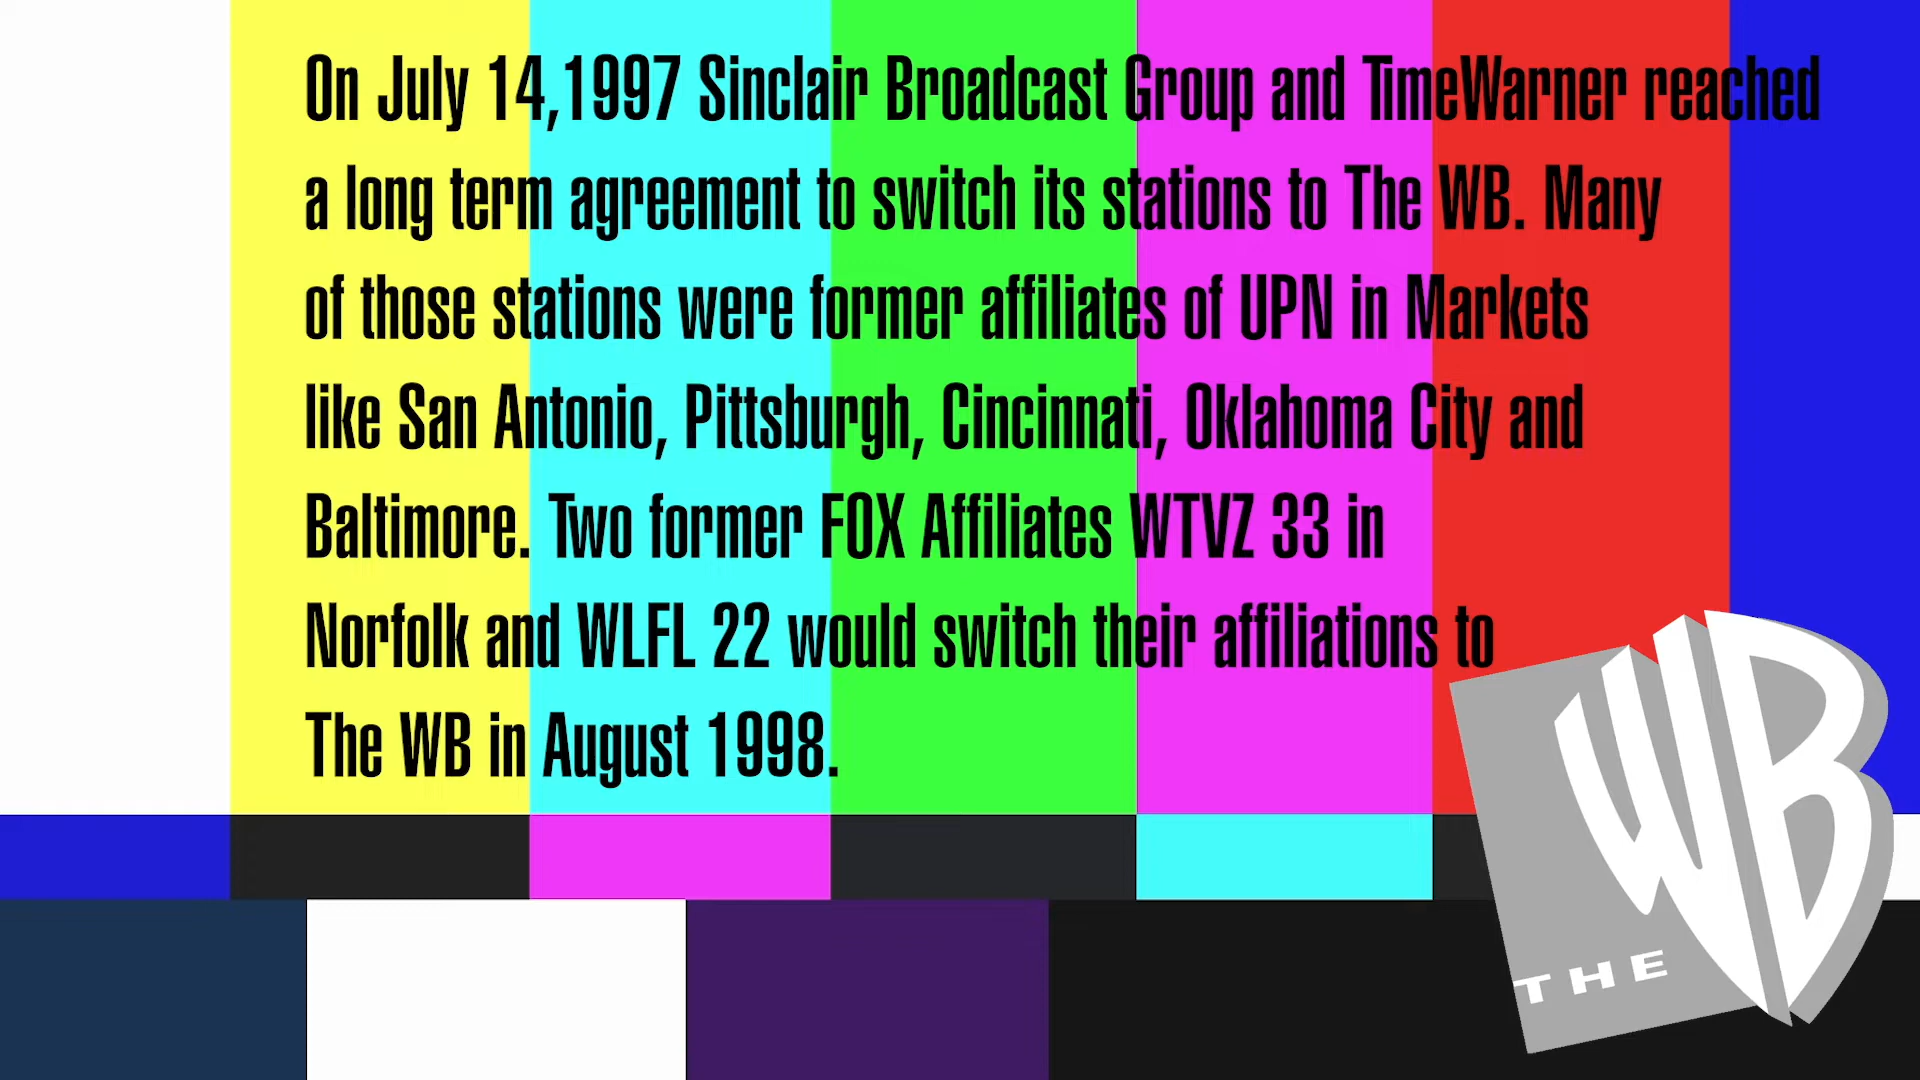 On July 14,1997 Sinclair Broadcast Group and TimeWarner reached
a long term agreement to switch its stations to The WB. Many
of those stations were former affiliates of UPN in Markets
like San Antonio, Pittsburgh, Cincinnati, Oklahoma City and
Baltimore. Two former FOX Affiliates WTVZ 33 in
Norfolk and WLFL 22 would switch their affiliations to
The WB in August 1998.
WB
THE